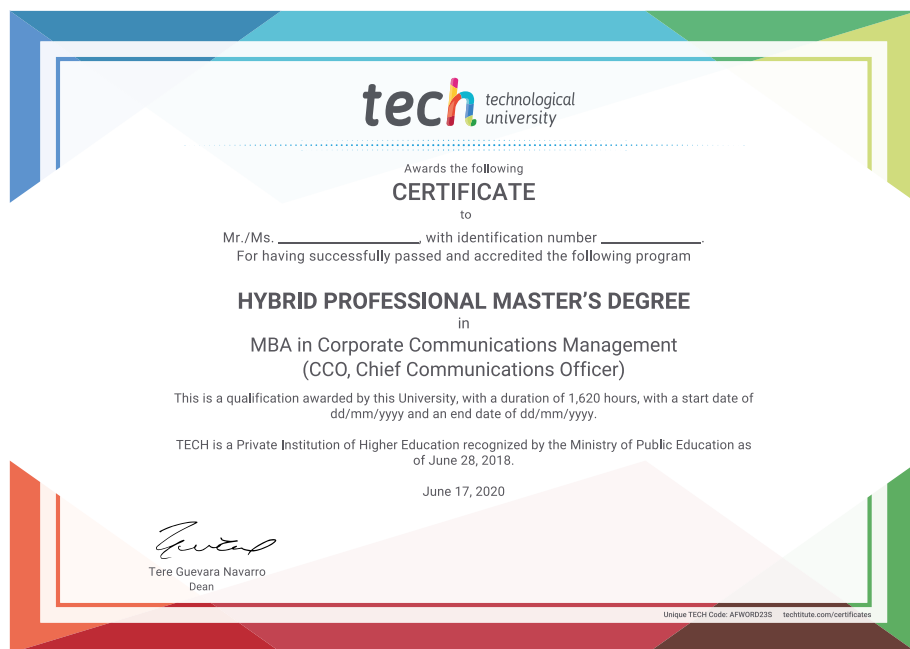 tech technological
university
Awards the following
CERTIFICATE
to
Mr./Ms. ___________________, with identification number ______________.
For having successfully passed and accredited the following program
HYBRID PROFESSIONAL MASTER’S DEGREE
in
MBA in Corporate Communications Management
(CCO, Chief Communications Officer)
This is a qualification awarded by this University, with a duration of 1,620 hours, with a start date of
dd/mm/yyyy and an end date of dd/mm/yyyy.
TECH is a Private Institution of Higher Education recognized by the Ministry of Public Education as
of June 28, 2018.
June 17, 2020
Tere Guevara Navarro
Dean
Unique TECH Code: AFWORD23S techtitute.com/certificates